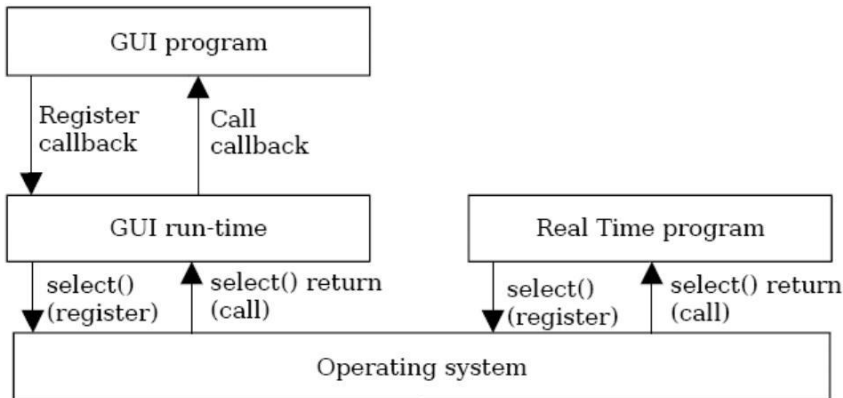 GUI program
Register
callback
Call
callback
GUI run-time
Real Time program
select()
(register)
select() return
(call)
select()
(register)
select() return
(call)
Operating system